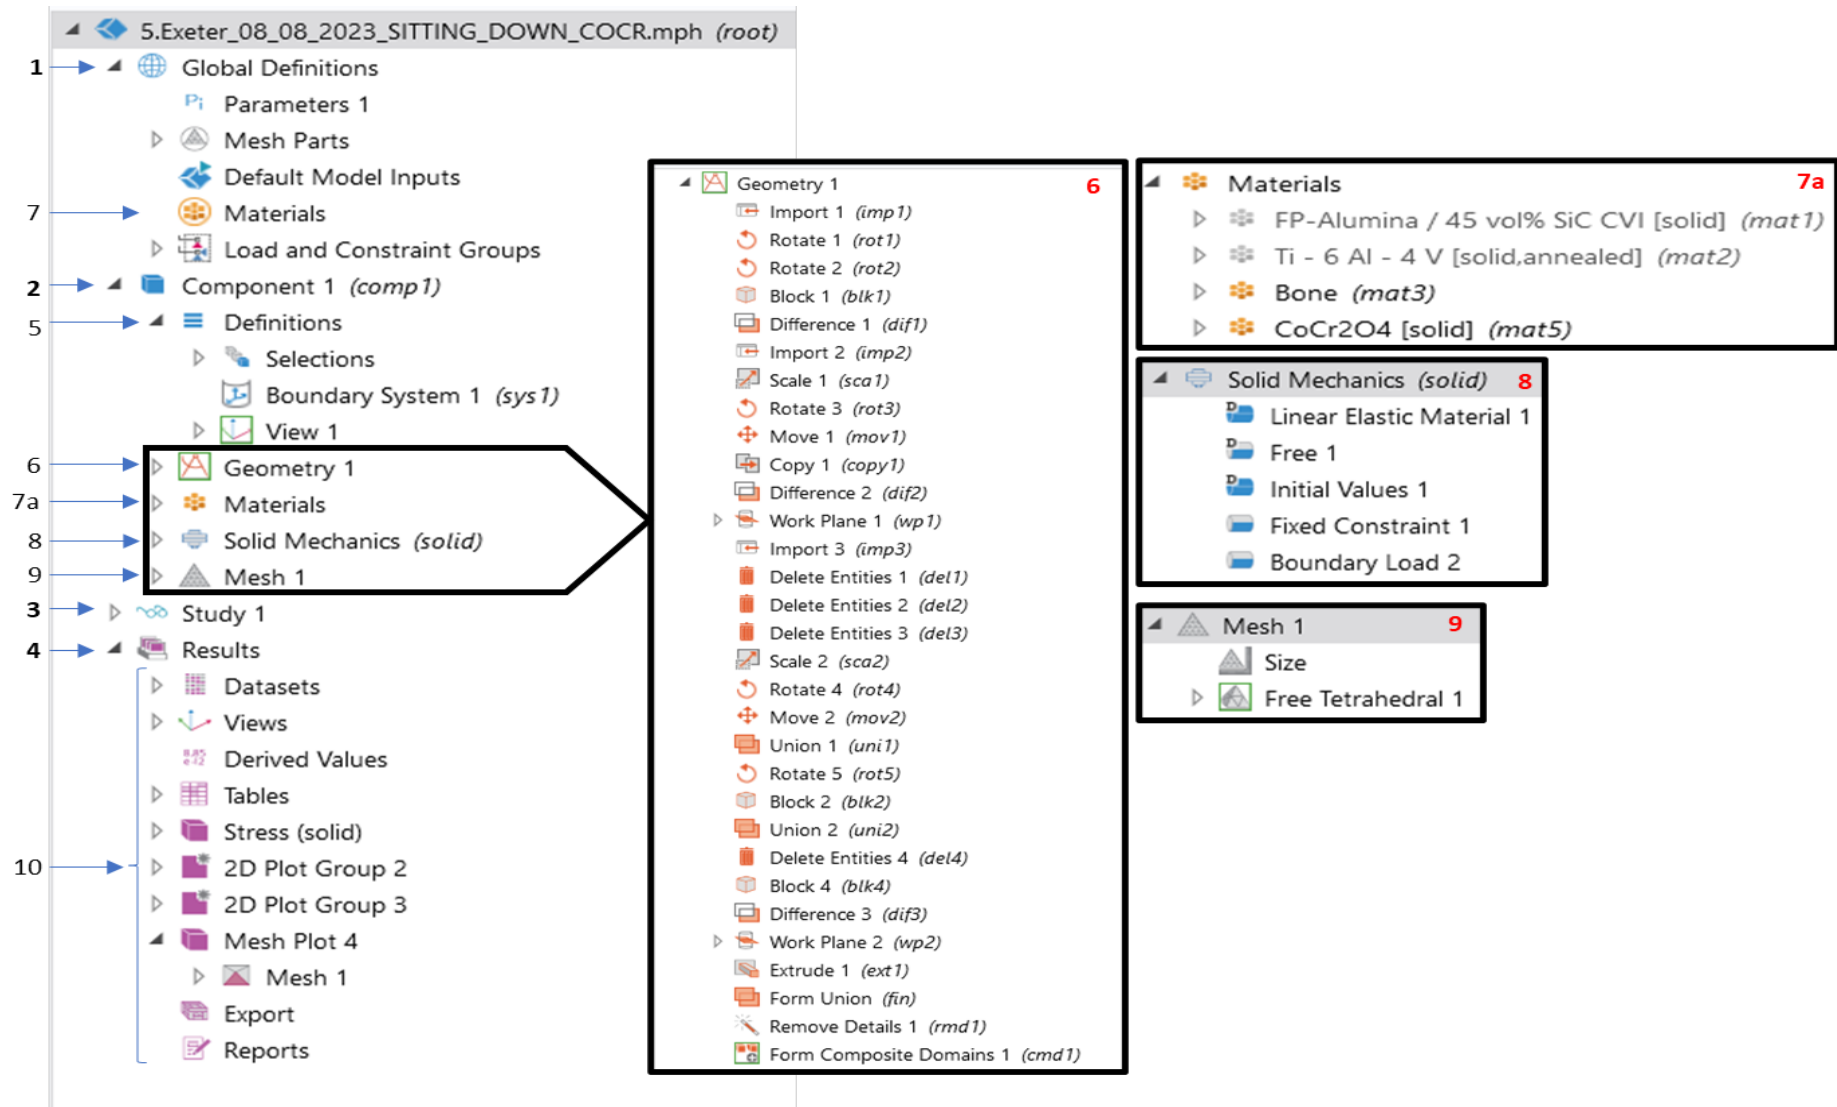 5.Exeter_08_08_2023_SITTING_DOWN_COCR.mph (root)
1 Global Definitions
Pi Parameters 1
Mesh Parts
Default Model Inputs
7 Materials
Load and Constraint Groups
2 Component 1 (comp1)
5 Definitions
Selections
Boundary System 1 (sys1)
View 1
6 Geometry 1
7a Materials
8 Solid Mechanics (solid)
9 Mesh 1
3 Study 1
4 Results
Datasets
Views
8.85 e-12 Derived Values
Tables
Stress (solid)
10 2D Plot Group 2
2D Plot Group 3
Mesh Plot 4
Mesh 1
Export
Reports
Geometry 1 6
Import 1 (imp1)
Rotate 1 (rot1)
Rotate 2 (rot2)
Block 1 (blk1)
Difference 1 (dif1)
Import 2 (imp2)
Scale 1 (sca1)
Rotate 3 (rot3)
Move 1 (mov1)
Copy 1 (copy1)
Difference 2 (dif2)
Work Plane 1 (wp1)
Import 3 (imp3)
Delete Entities 1 (del1)
Delete Entities 2 (del2)
Delete Entities 3 (del3)
Scale 2 (sca2)
Rotate 4 (rot4)
Move 2 (mov2)
Union 1 (uni1)
Rotate 5 (rot5)
Block 2 (blk2)
Union 2 (uni2)
Delete Entities 4 (del4)
Block 4 (blk4)
Difference 3 (dif3)
Work Plane 2 (wp2)
Extrude 1 (ext1)
Form Union (fin)
Remove Details 1 (rmd1)
Form Composite Domains 1 (cmd1)
Materials 7a
FP-Alumina / 45 vol% SiC CVI [solid] (mat1)
Ti - 6 Al - 4 V [solid,annealed] (mat2)
Bone (mat3)
CoCr2O4 [solid] (mat5)
Solid Mechanics (solid) 8
D Linear Elastic Material 1
D Free 1
D Initial Values 1
Fixed Constraint 1
Boundary Load 2
Mesh 1 9
Size
Free Tetrahedral 1